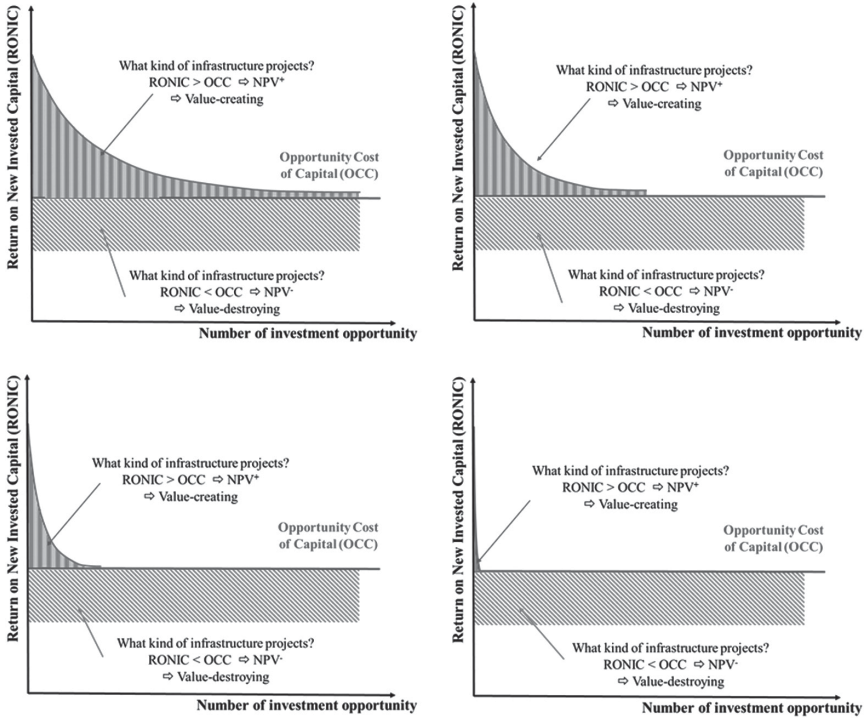 Return on New Invested Capital (RONIC)
What kind of infrastructure projects?
RONIC > OCC ⇨ NPV⁺
⇨ Value-creating
Opportunity Cost
of Capital (OCC)
What kind of infrastructure projects?
RONIC < OCC ⇨ NPV⁻
⇨ Value-destroying
Number of investment opportunity
Return on New Invested Capital (RONIC)
What kind of infrastructure projects?
RONIC > OCC ⇨ NPV⁺
⇨ Value-creating
Opportunity Cost
of Capital (OCC)
What kind of infrastructure projects?
RONIC < OCC ⇨ NPV⁻
⇨ Value-destroying
Number of investment opportunity
Return on New Invested Capital (RONIC)
What kind of infrastructure projects?
RONIC > OCC ⇨ NPV⁺
⇨ Value-creating
Opportunity Cost
of Capital (OCC)
What kind of infrastructure projects?
RONIC < OCC ⇨ NPV⁻
⇨ Value-destroying
Number of investment opportunity
Return on New Invested Capital (RONIC)
What kind of infrastructure projects?
RONIC > OCC ⇨ NPV⁺
⇨ Value-creating
Opportunity Cost
of Capital (OCC)
What kind of infrastructure projects?
RONIC < OCC ⇨ NPV⁻
⇨ Value-destroying
Number of investment opportunity